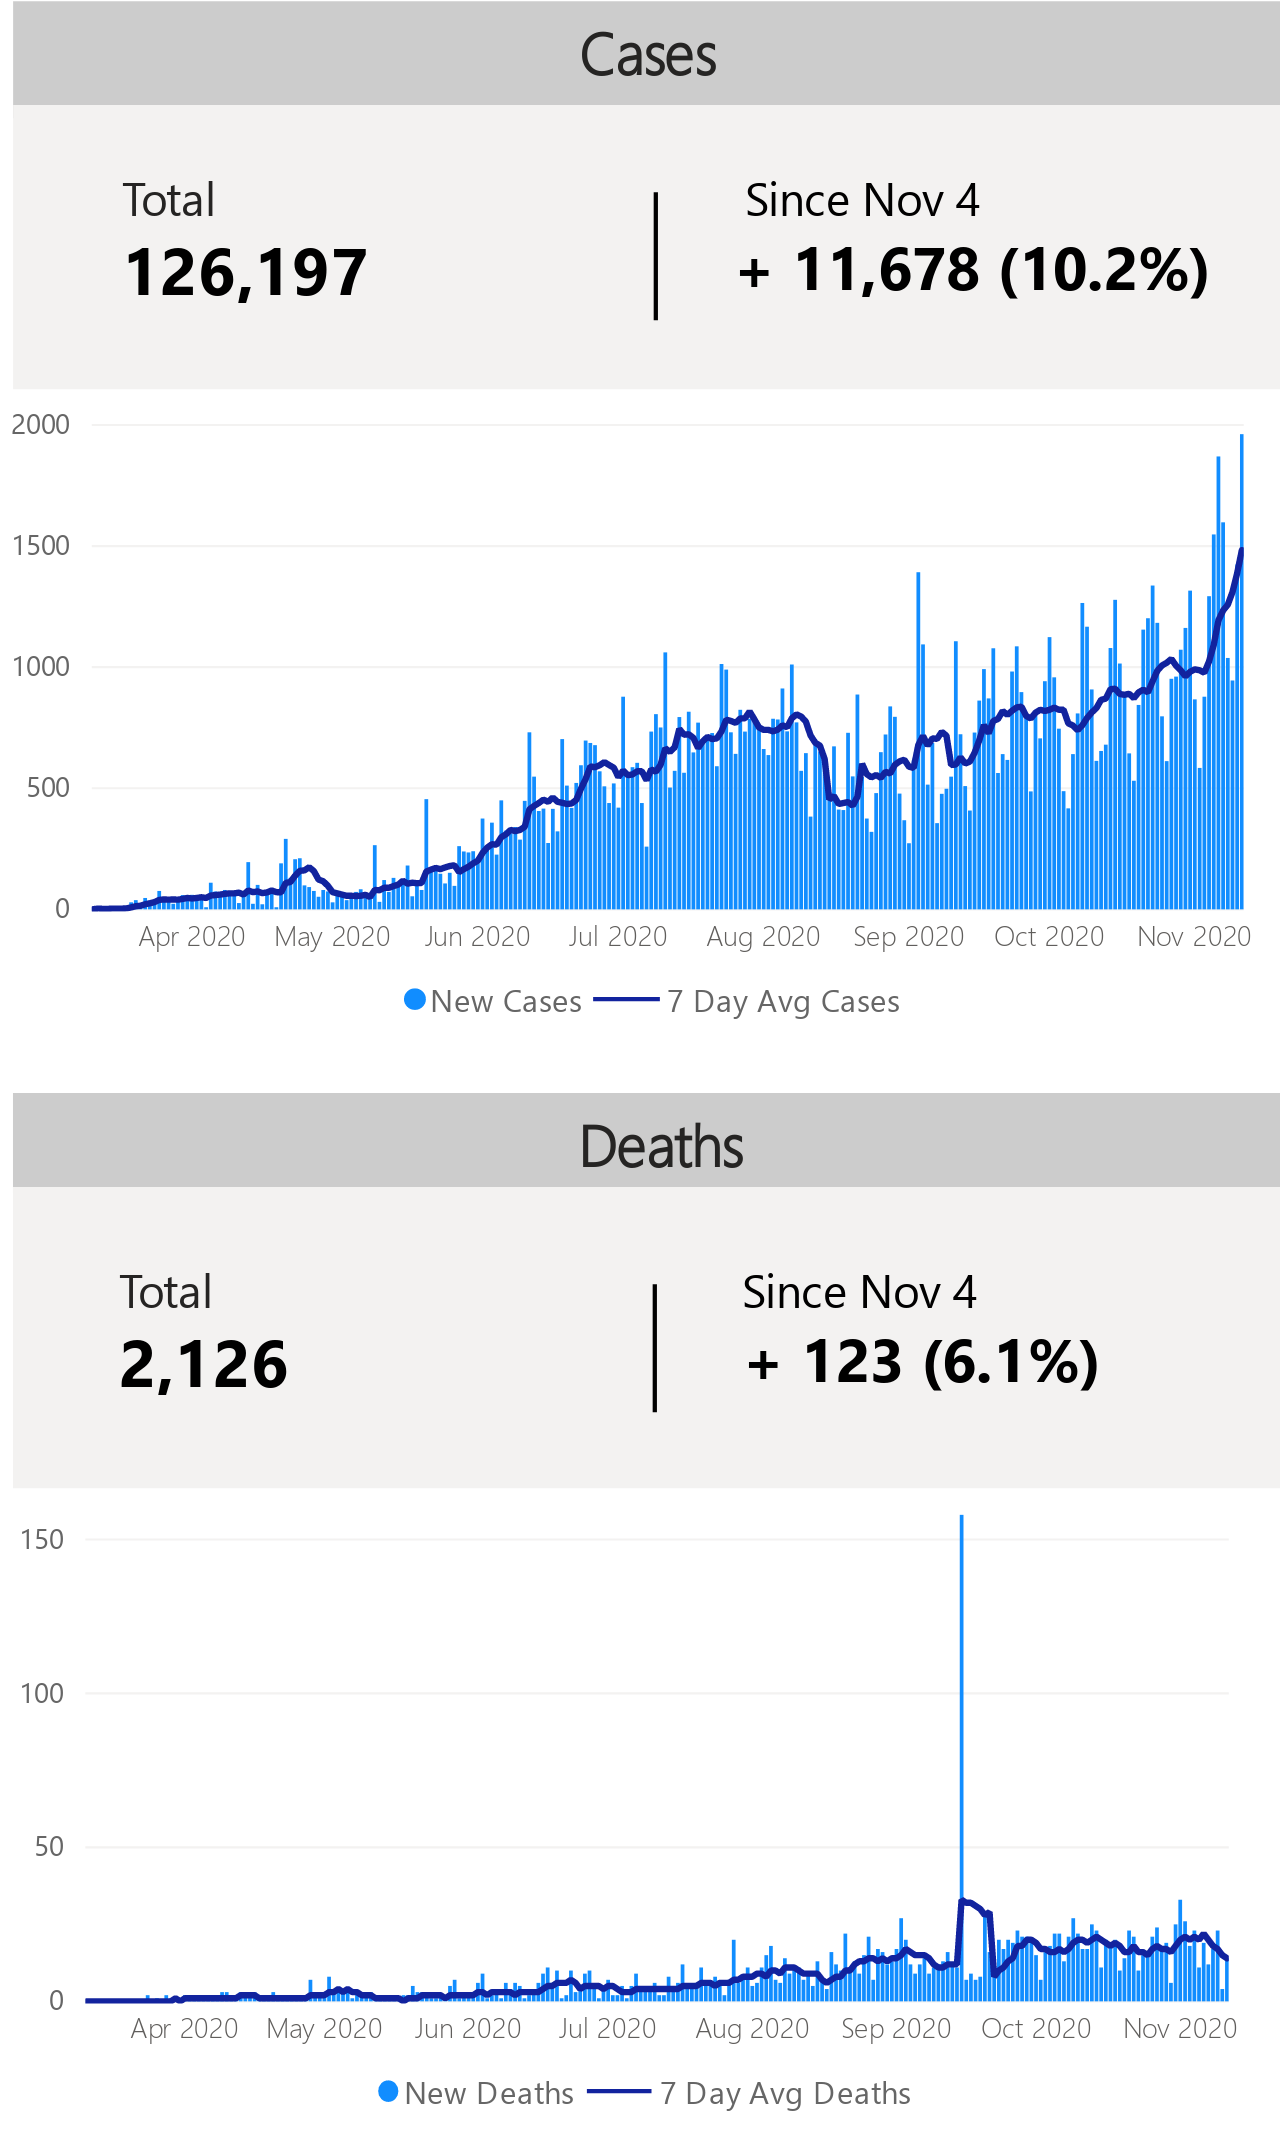 Cases
Total
Since Nov 4
126,197
+ 11,678 (10.2%)
2000
1500
1000
500
0
Apr 2020 May 2020 Jun 2020 Jul 2020 Aug 2020 Sep 2020 Oct 2020 Nov 2020
New Cases 7 Day Avg Cases
Deaths
Total
Since Nov 4
2,126
+ 123 (6.1%)
150
100
50
0
Apr 2020 May 2020 Jun 2020 Jul 2020 Aug 2020 Sep 2020 Oct 2020 Nov 2020
New Deaths 7 Day Avg Deaths